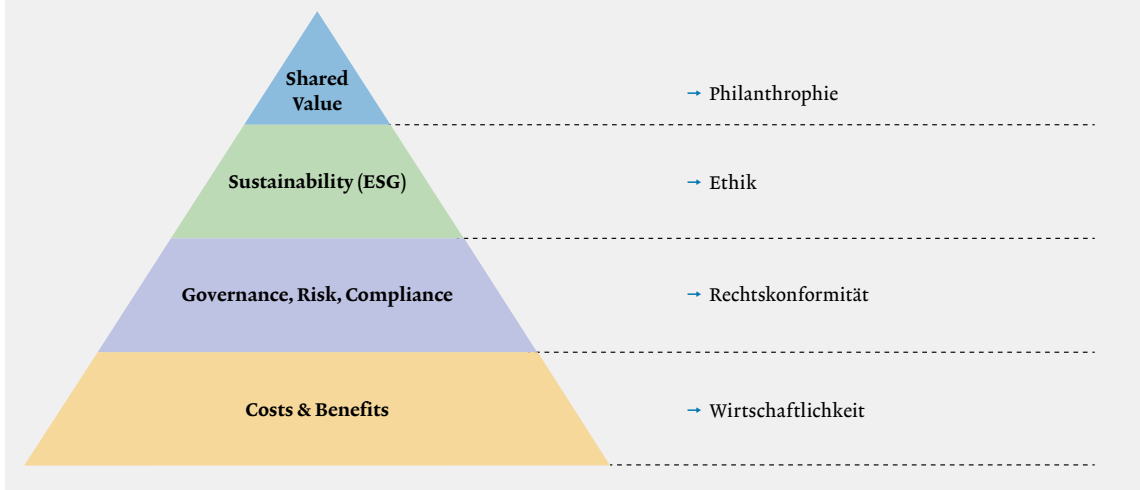 Shared
Value
→ Philanthrophie
Sustainability (ESG)
→ Ethik
Governance, Risk, Compliance
→ Rechtskonformität
Costs & Benefits
→ Wirtschaftlichkeit